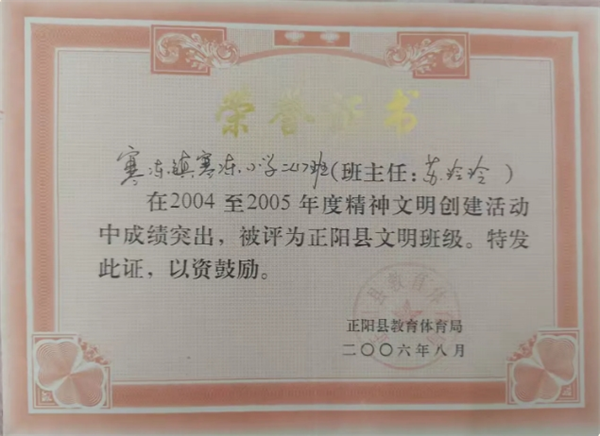 荣誉证书
寒冻镇寒冻小学二(7)班(班主任：苏玲玲)
在2004至2005年度精神文明创建活动
中成绩突出，被评为正阳县文明班级。特发
此证，以资鼓励。
正阳县教育体育局
二〇〇六年八月